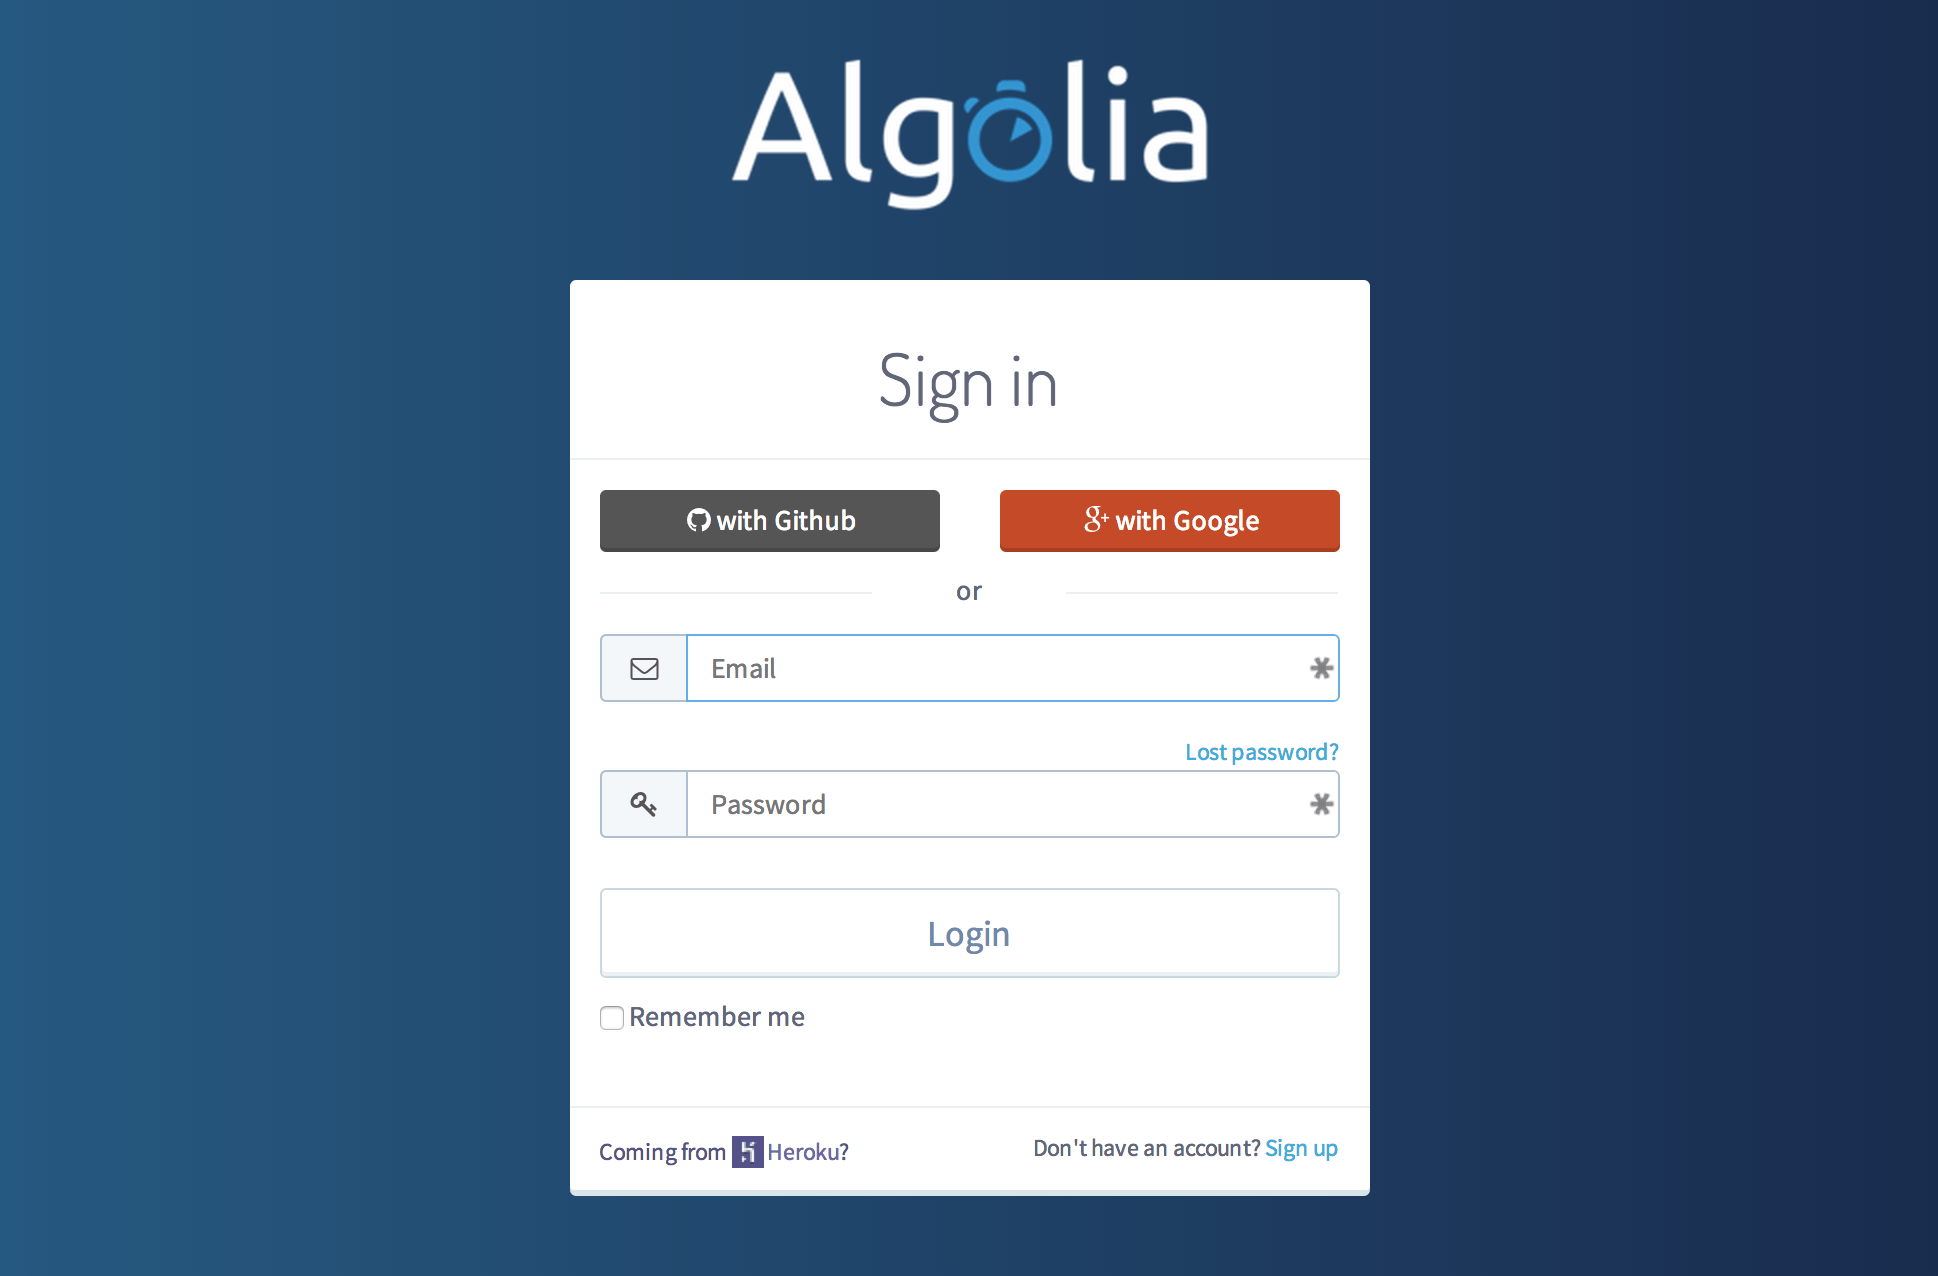 Algolia
Sign in
with Github
with Google
or
Email
Lost password?
Password
Login
Remember me
Coming from Heroku?
Don't have an account? Sign up